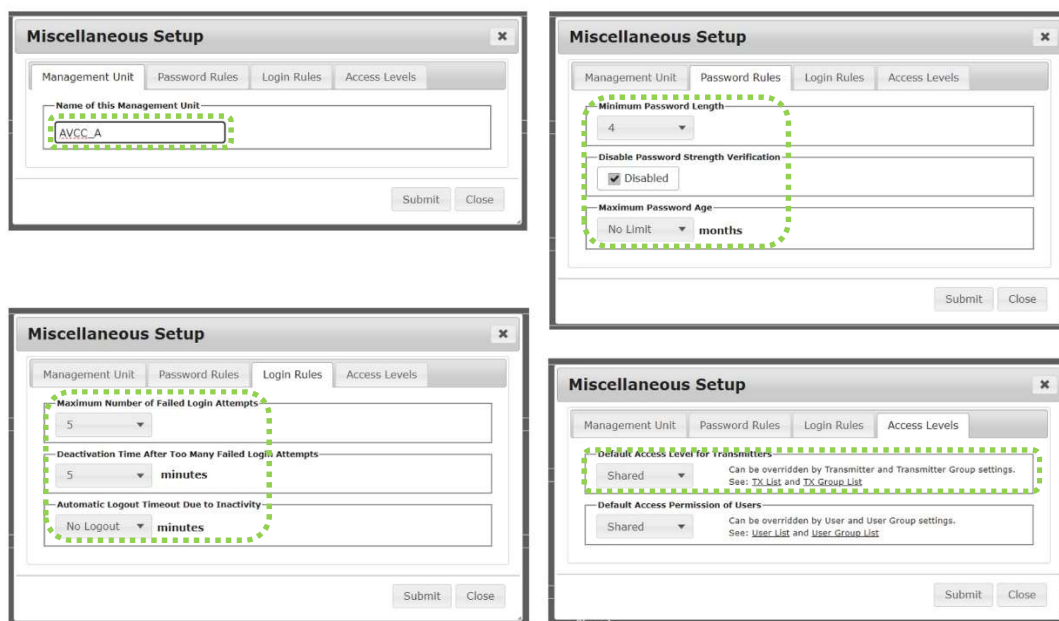 Miscellaneous Setup
Management Unit Password Rules Login Rules Access Levels
Name of this Management Unit
AVCC_A
Submit Close
Miscellaneous Setup
Management Unit Password Rules Login Rules Access Levels
Minimum Password Length
4
Disable Password Strength Verification
Disabled
Maximum Password Age
No Limit months
Submit Close
Miscellaneous Setup
Management Unit Password Rules Login Rules Access Levels
Maximum Number of Failed Login Attempts
5
Deactivation Time After Too Many Failed Login Attempts
5 minutes
Automatic Logout Timeout Due to Inactivity
No Logout minutes
Submit Close
Miscellaneous Setup
Management Unit Password Rules Login Rules Access Levels
Default Access Level for Transmitters
Shared
Can be overridden by Transmitter and Transmitter Group settings.
See: TX List and TX Group List
Default Access Permission of Users
Shared
Can be overridden by User and User Group settings.
See: User List and User Group List
Submit Close